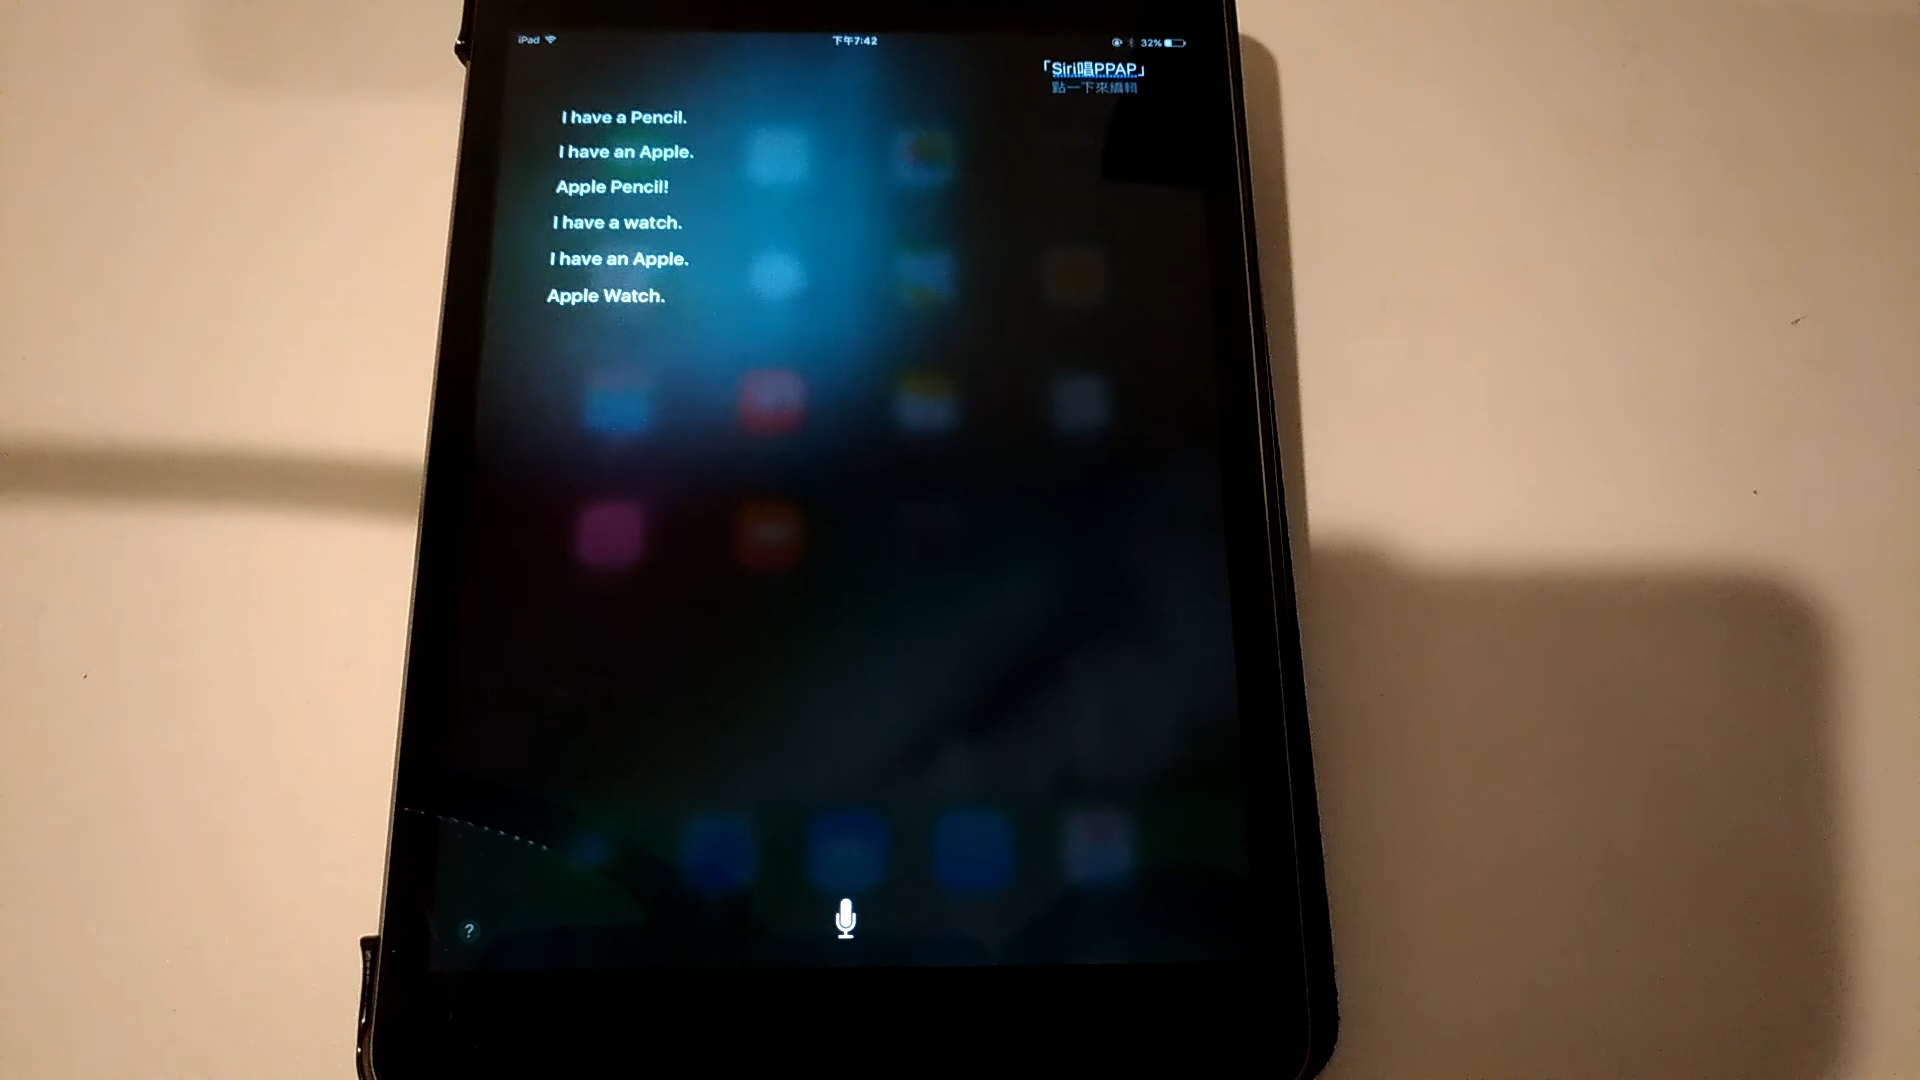 iPad 下午7:42 32%
「Siri唱PPAP」
點一下來編輯
I have a Pencil.
I have an Apple.
Apple Pencil!
I have a watch.
I have an Apple.
Apple Watch.
?